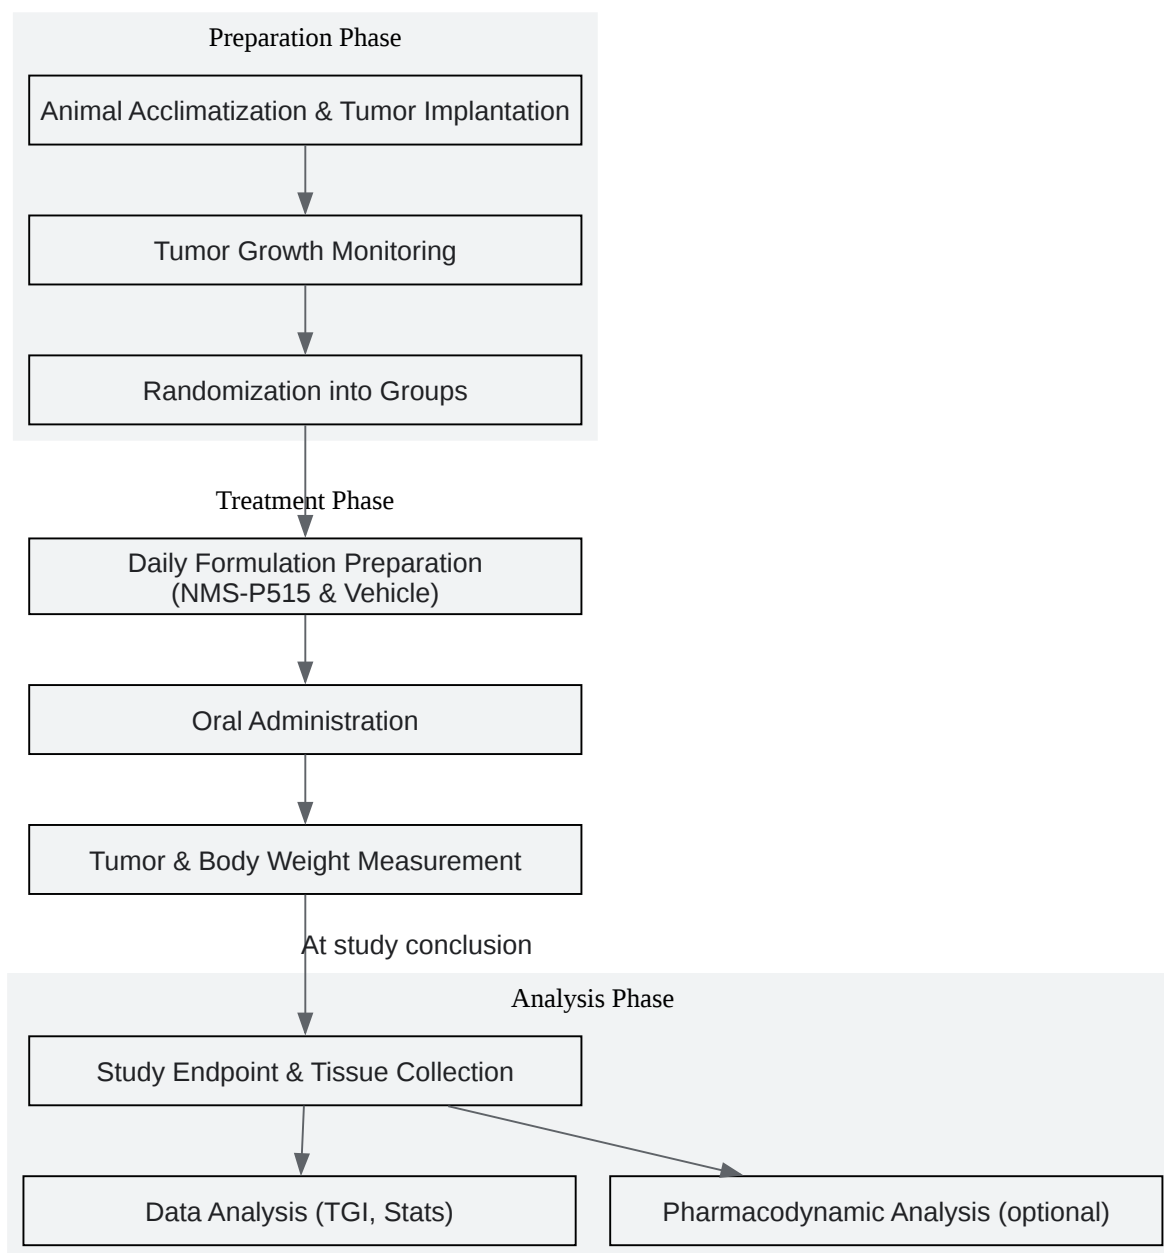 Preparation Phase
Animal Acclimatization & Tumor Implantation
Tumor Growth Monitoring
Randomization into Groups
Treatment Phase
Daily Formulation Preparation
(NMS-P515 & Vehicle)
Oral Administration
Tumor & Body Weight Measurement
At study conclusion
Analysis Phase
Study Endpoint & Tissue Collection
Data Analysis (TGI, Stats)
Pharmacodynamic Analysis (optional)